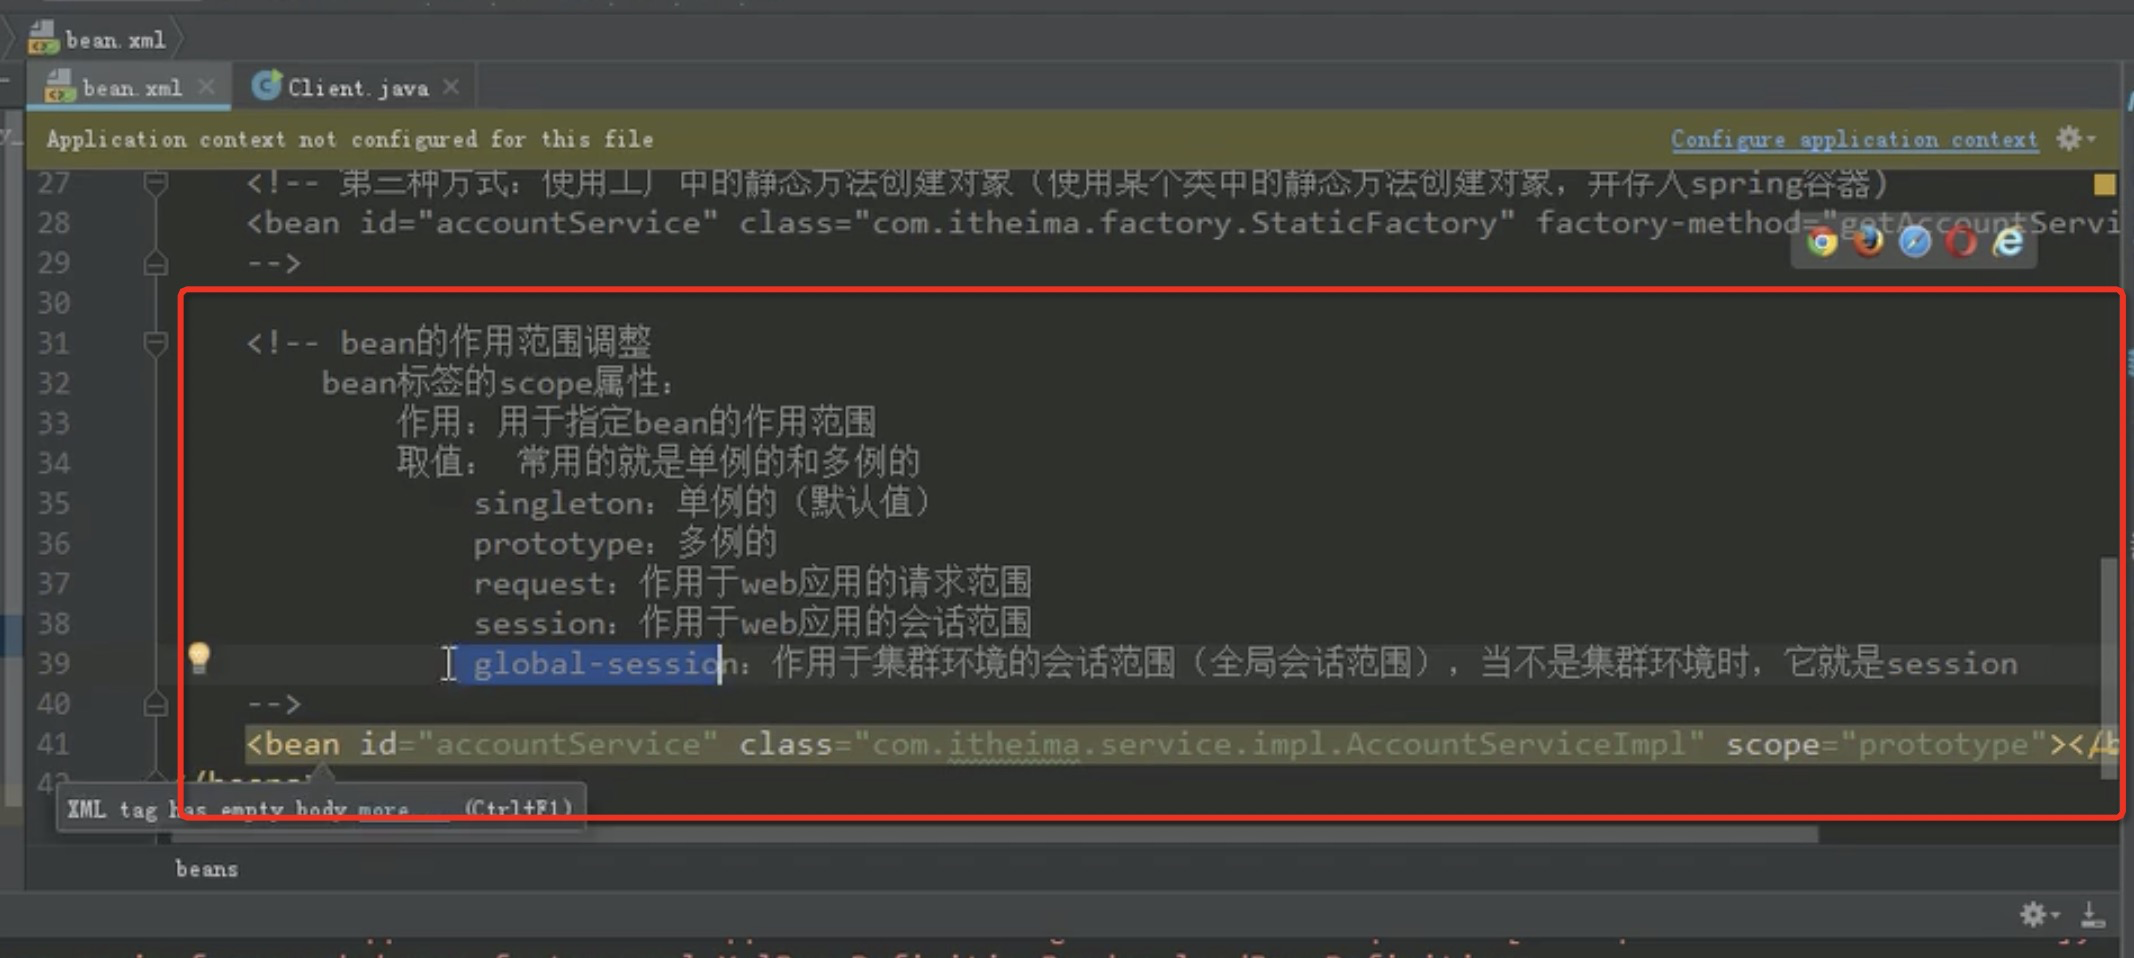 bean.xml
bean.xml
Client.java
Application context not configured for this file
Configure application context
27 <!-- 第三种方式：使用工厂中的静态方法创建对象（使用某个类中的静态方法创建对象，并存入spring容器)
28 <bean id="accountService" class="com.itheima.factory.StaticFactory" factory-method="getAccountServi
29 -->
30
31 <!-- bean的作用范围调整
32 bean标签的scope属性：
33 作用：用于指定bean的作用范围
34 取值： 常用的就是单例的和多例的
35 singleton：单例的（默认值）
36 prototype：多例的
37 request：作用于web应用的请求范围
38 session：作用于web应用的会话范围
39 global-session：作用于集群环境的会话范围（全局会话范围），当不是集群环境时，它就是session
40 -->
41 <bean id="accountService" class="com.itheima.service.impl.AccountServiceImpl" scope="prototype"></b
42 </beans>
XML tag has empty body more... (Ctrl+F1)
beans